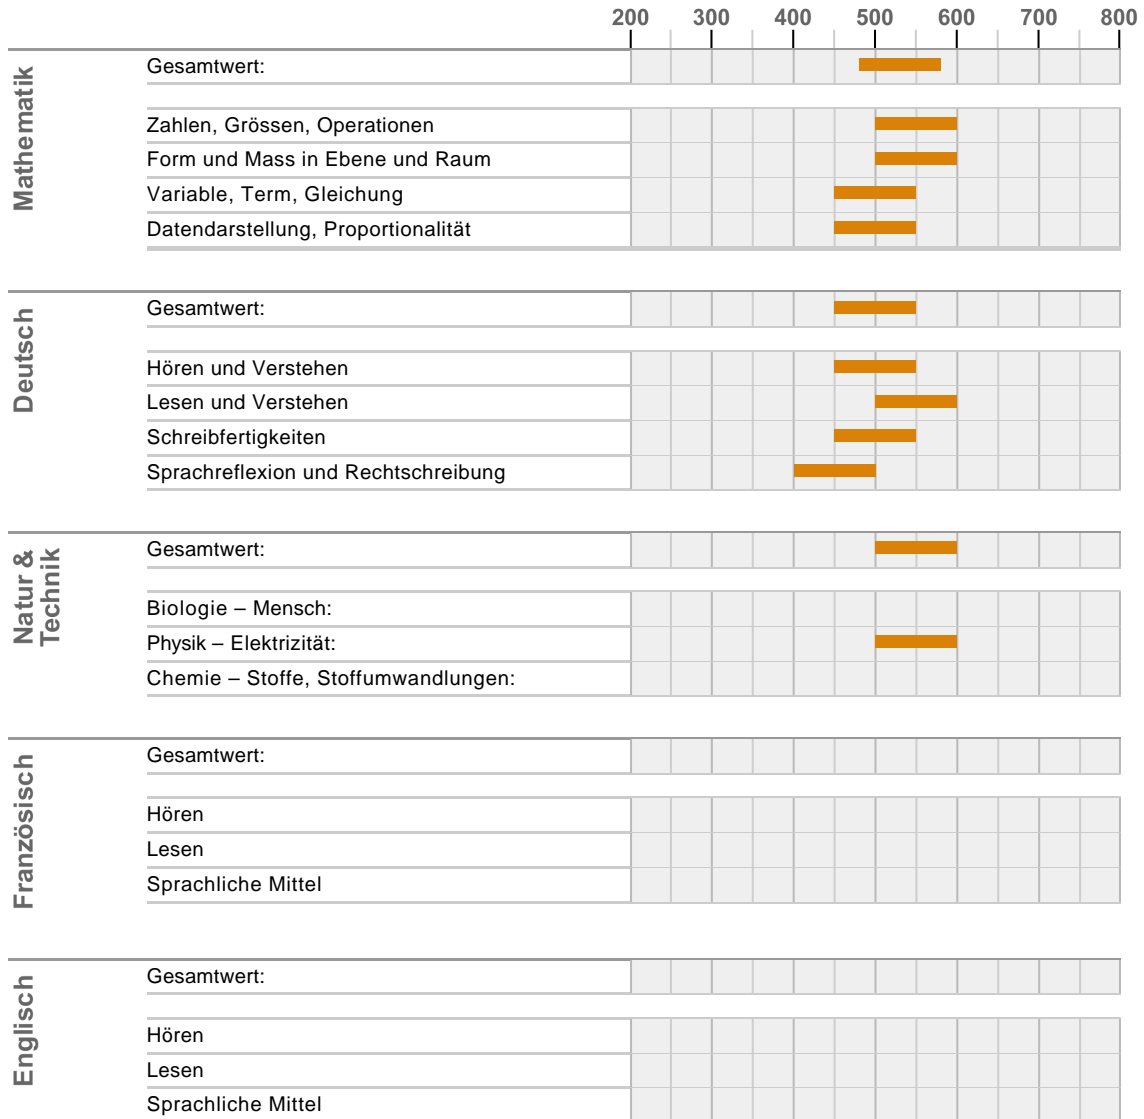 200 300 400 500 600 700 800
Mathematik
Gesamtwert:
Zahlen, Grössen, Operationen
Form und Mass in Ebene und Raum
Variable, Term, Gleichung
Datendarstellung, Proportionalität
Deutsch
Gesamtwert:
Hören und Verstehen
Lesen und Verstehen
Schreibfertigkeiten
Sprachreflexion und Rechtschreibung
Natur &
Technik
Gesamtwert:
Biologie – Mensch:
Physik – Elektrizität:
Chemie – Stoffe, Stoffumwandlungen:
Französisch
Gesamtwert:
Hören
Lesen
Sprachliche Mittel
Englisch
Gesamtwert:
Hören
Lesen
Sprachliche Mittel